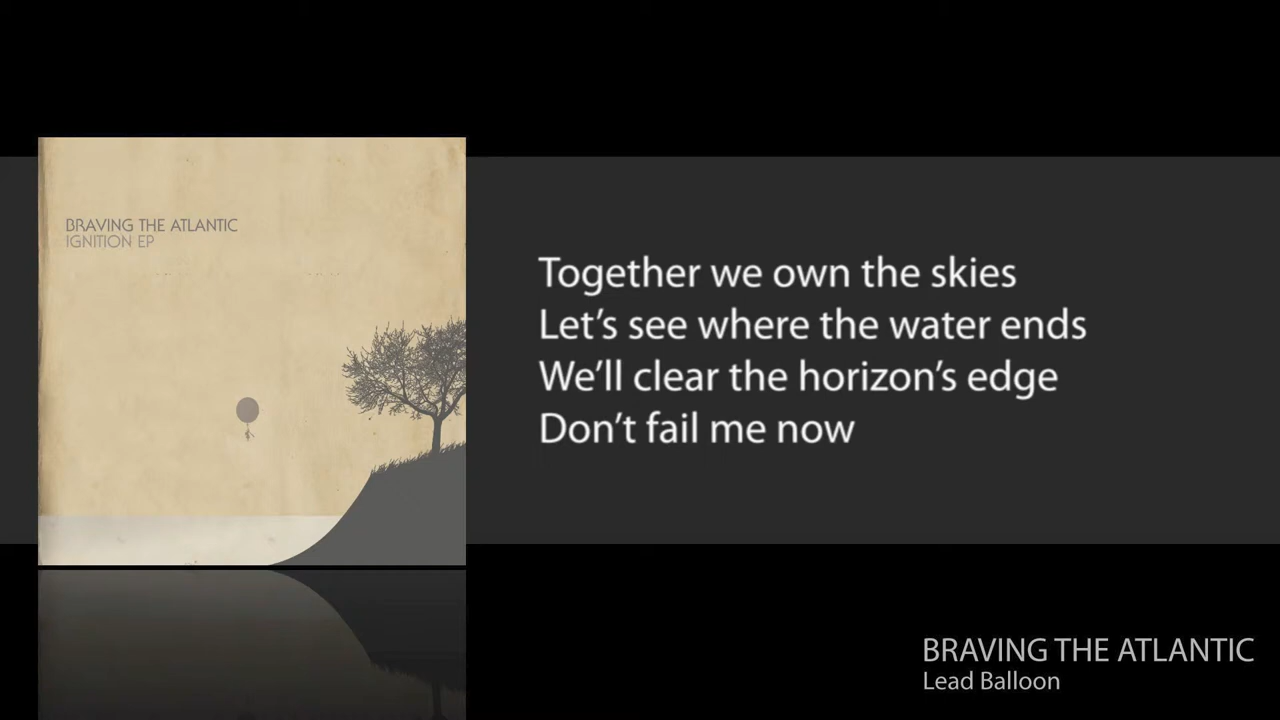 BRAVING THE ATLANTIC
IGNITION EP
Together we own the skies
Let’s see where the water ends
We’ll clear the horizon’s edge
Don’t fail me now
BRAVING THE ATLANTIC
Lead Balloon